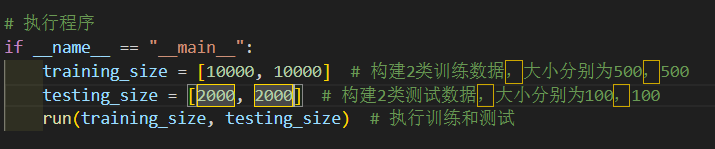 # 执行程序
if __name__ == "__main__":
training_size = [10000, 10000]  # 构建2类训练数据，大小分别为500，500
testing_size = [2000, 2000]  # 构建2类测试数据，大小分别为100，100
run(training_size, testing_size)  # 执行训练和测试